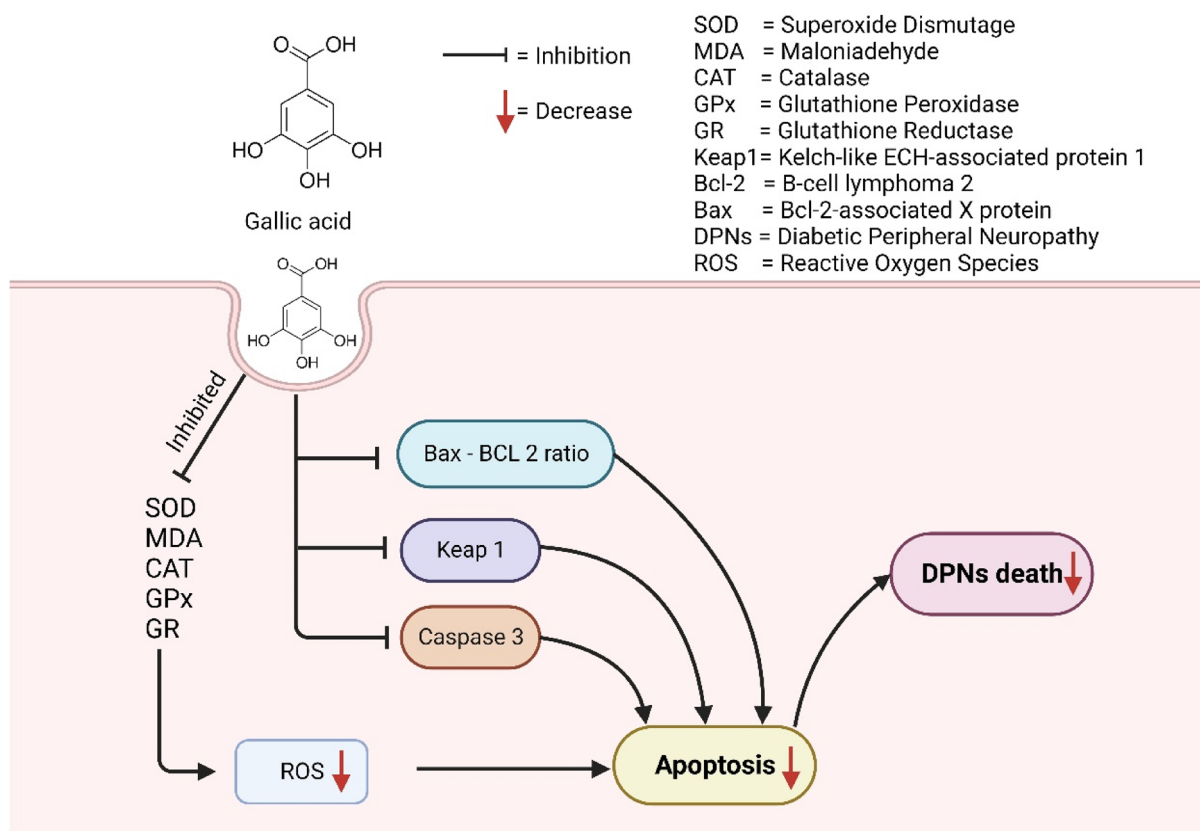 O
OH
HO
OH
OH
Gallic acid
= Inhibition
= Decrease
SOD = Superoxide Dismutage
MDA = Maloniadehyde
CAT = Catalase
GPx = Glutathione Peroxidase
GR = Glutathione Reductase
Keap1= Kelch-like ECH-associated protein 1
Bcl-2 = B-cell lymphoma 2
Bax = Bcl-2-associated X protein
DPNs = Diabetic Peripheral Neuropathy
ROS = Reactive Oxygen Species
O
OH
HO
OH
OH
Inhibited
SOD
MDA
CAT
GPx
GR
Bax - BCL 2 ratio
Keap 1
Caspase 3
DPNs death
ROS
Apoptosis